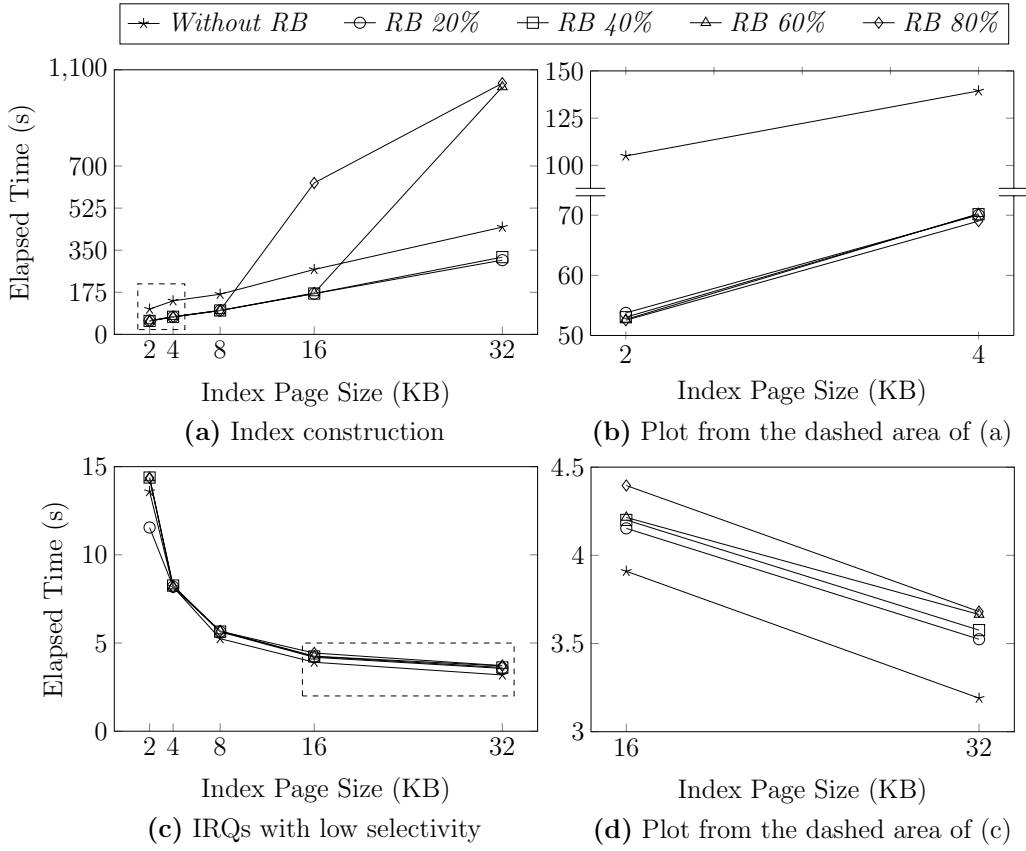 Without RB RB 20% RB 40% RB 60% RB 80%
1,100
700
525
350
175
0
Elapsed Time (s)
2 4 8 16 32
Index Page Size (KB)
(a) Index construction
150
125
100
70
60
50
2 4
Index Page Size (KB)
(b) Plot from the dashed area of (a)
15
10
5
0
Elapsed Time (s)
2 4 8 16 32
Index Page Size (KB)
(c) IRQs with low selectivity
4.5
4
3.5
3
16 32
Index Page Size (KB)
(d) Plot from the dashed area of (c)